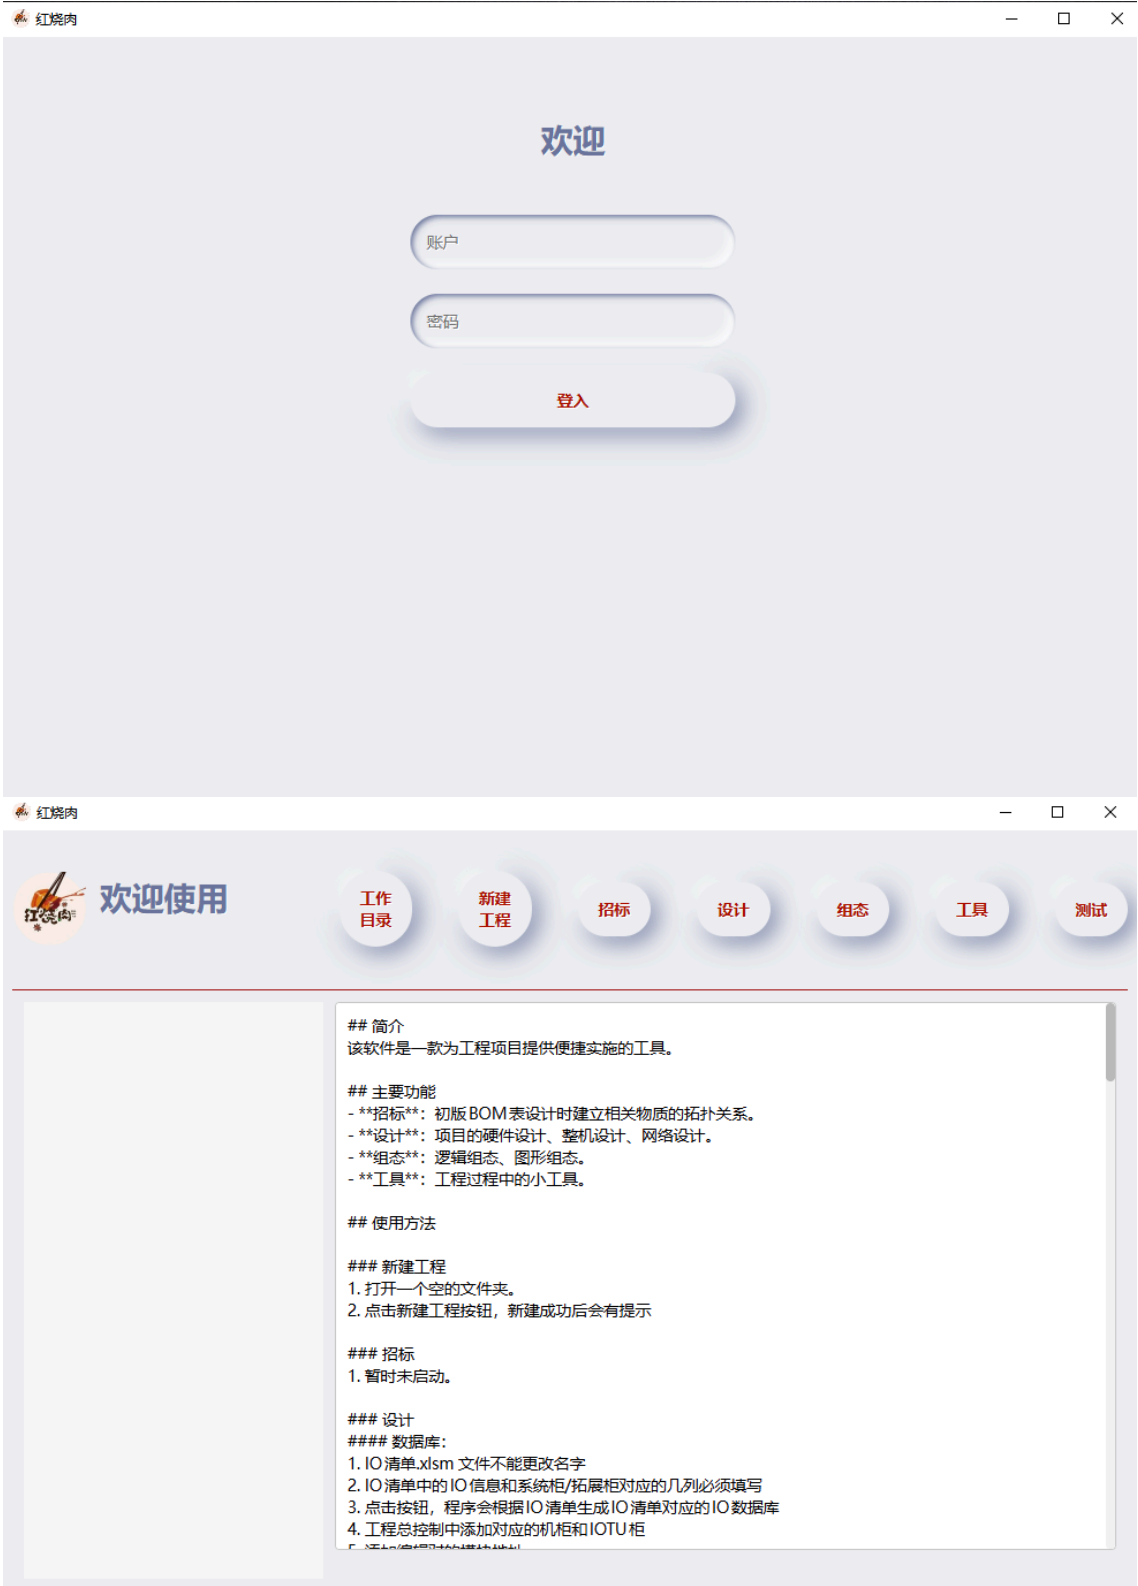 红烧肉
欢迎
账户
密码
登入
红烧肉
红烧肉
欢迎使用
工作
目录
新建
工程
招标
设计
组态
工具
测试
## 简介
该软件是一款为工程项目提供便捷实施的工具。
## 主要功能
- **招标**：初版BOM表设计时建立相关物质的拓扑关系。
- **设计**：项目的硬件设计、整机设计、网络设计。
- **组态**：逻辑组态、图形组态。
- **工具**：工程过程中的小工具。
## 使用方法
### 新建工程
1. 打开一个空的文件夹。
2. 点击新建工程按钮，新建成功后会有提示
### 招标
1. 暂时未启动。
### 设计
#### 数据库：
1. IO清单.xlsm 文件不能更改名字
2. IO清单中的IO信息和系统柜/拓展柜对应的几列必须填写
3. 点击按钮，程序会根据IO清单生成IO清单对应的IO数据库
4. 工程总控制中添加对应的机柜和IOTU柜